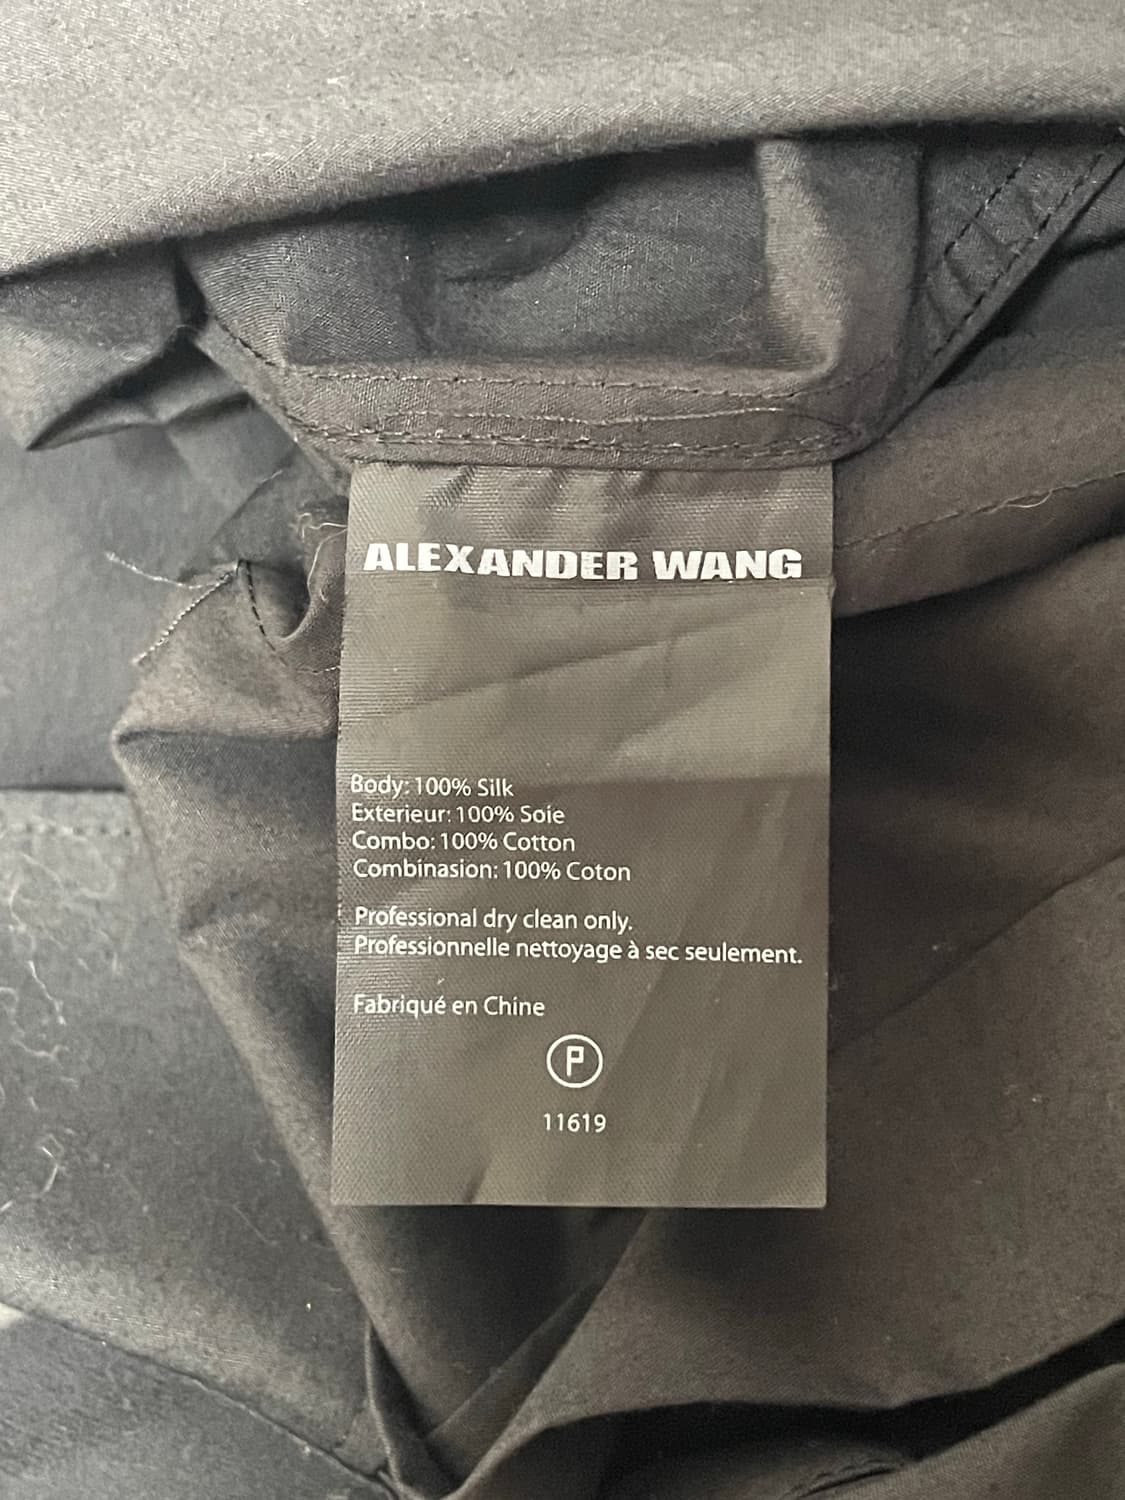 ALEXANDER WANG
Body: 100% Silk
Exterieur: 100% Soie
Combo: 100% Cotton
Combinasion: 100% Coton
Professional dry clean only.
Professionnelle nettoyage à sec seulement.
Fabriqué en Chine
P
11619